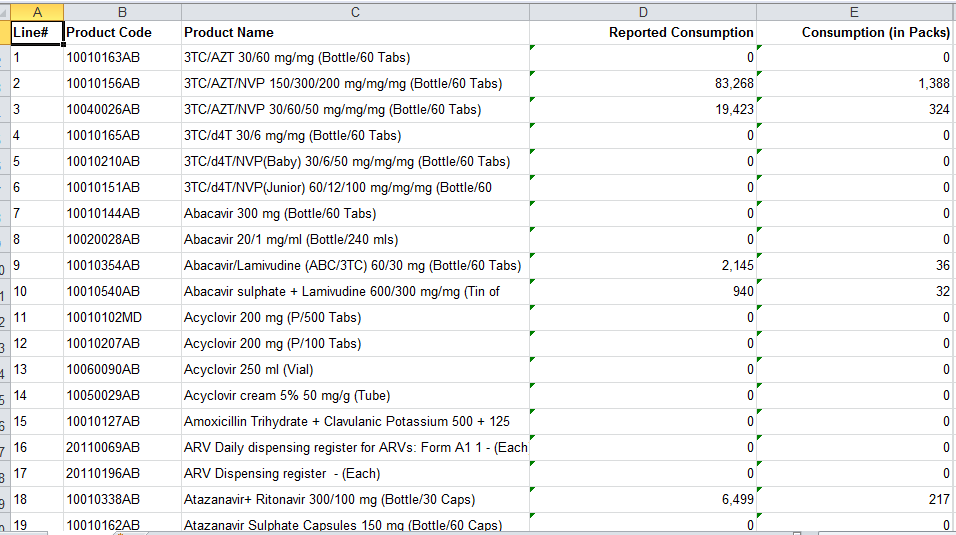 A B C D E
Line# Product Code Product Name Reported Consumption Consumption (in Packs)
1 10010163AB 3TC/AZT 30/60 mg/mg (Bottle/60 Tabs) 0 0
2 10010156AB 3TC/AZT/NVP 150/300/200 mg/mg/mg (Bottle/60 Tabs) 83,268 1,388
3 10040026AB 3TC/AZT/NVP 30/60/50 mg/mg/mg (Bottle/60 Tabs) 19,423 324
4 10010165AB 3TC/d4T 30/6 mg/mg (Bottle/60 Tabs) 0 0
5 10010210AB 3TC/d4T/NVP(Baby) 30/6/50 mg/mg/mg (Bottle/60 Tabs) 0 0
6 10010151AB 3TC/d4T/NVP(Junior) 60/12/100 mg/mg/mg (Bottle/60 0 0
7 10010144AB Abacavir 300 mg (Bottle/60 Tabs) 0 0
8 10020028AB Abacavir 20/1 mg/ml (Bottle/240 mls) 0 0
9 10010354AB Abacavir/Lamivudine (ABC/3TC) 60/30 mg (Bottle/60 Tabs) 2,145 36
10 10010540AB Abacavir sulphate + Lamivudine 600/300 mg/mg (Tin of 940 32
11 10010102MD Acyclovir 200 mg (P/500 Tabs) 0 0
12 10010207AB Acyclovir 200 mg (P/100 Tabs) 0 0
13 10060090AB Acyclovir 250 ml (Vial) 0 0
14 10050029AB Acyclovir cream 5% 50 mg/g (Tube) 0 0
15 10010127AB Amoxicillin Trihydrate + Clavulanic Potassium 500 + 125 0 0
16 20110069AB ARV Daily dispensing register for ARVs: Form A1 1 - (Each 0 0
17 20110196AB ARV Dispensing register - (Each) 0 0
18 10010338AB Atazanavir+ Ritonavir 300/100 mg (Bottle/30 Caps) 6,499 217
19 10010162AB Atazanavir Sulphate Capsules 150 mg (Bottle/60 Caps) 0 0